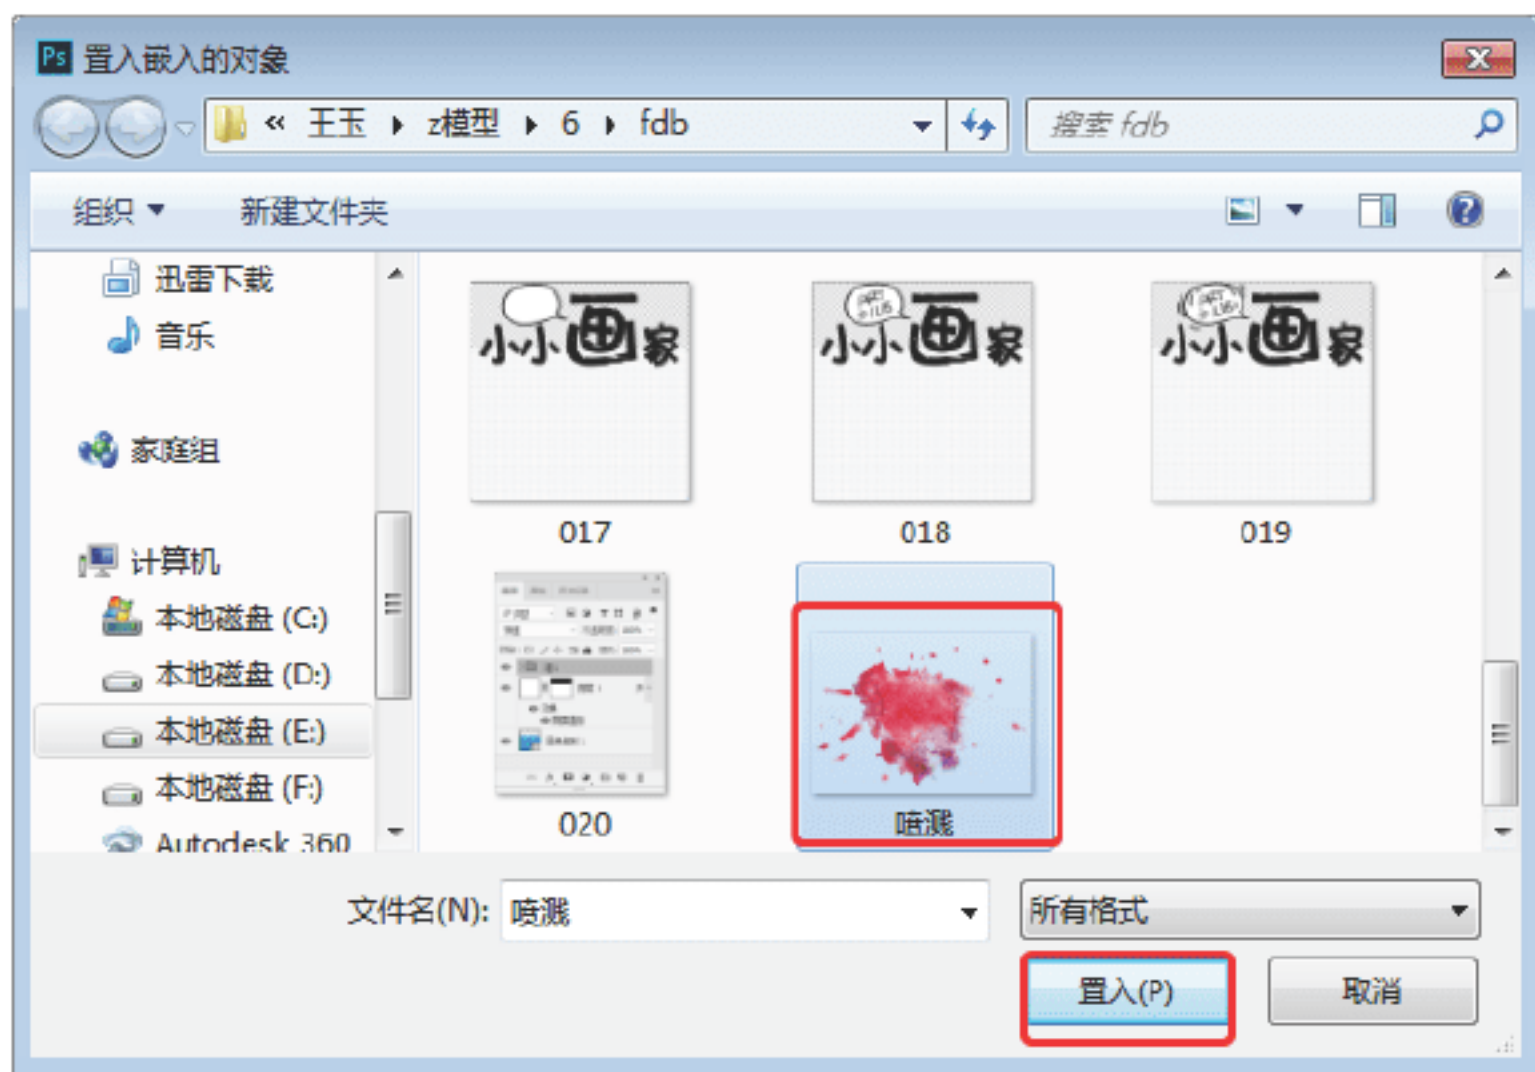 Ps 置入嵌入的对象
« 王玉 z模型 6 fdb
搜索 fdb
组织 新建文件夹
迅雷下载
音乐
家庭组
计算机
本地磁盘 (C:)
本地磁盘 (D:)
本地磁盘 (E:)
本地磁盘 (F:)
Autodesk 360
小小画家
小小画家
小小画家
017
018
019
020
喷溅
文件名(N): 喷溅
所有格式
置入(P)
取消